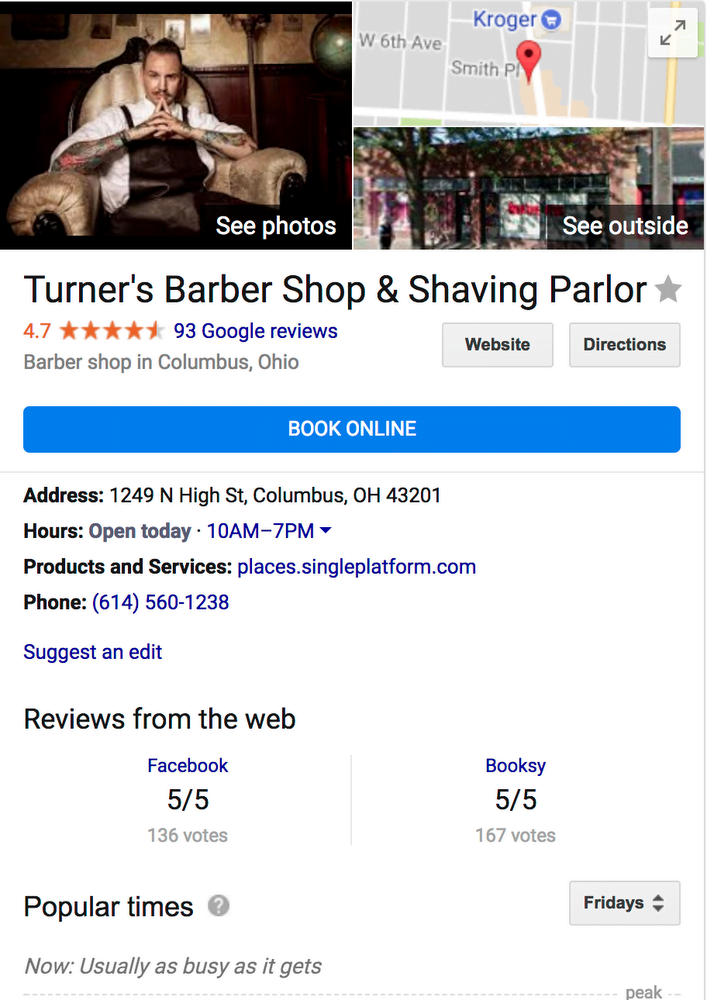 Kroger
W 6th Ave
Smith Pl
See photos
See outside
Turner's Barber Shop & Shaving Parlor
4.7 93 Google reviews
Website
Directions
Barber shop in Columbus, Ohio
BOOK ONLINE
Address: 1249 N High St, Columbus, OH 43201
Hours: Open today · 10AM–7PM
Products and Services: places.singleplatform.com
Phone: (614) 560-1238
Suggest an edit
Reviews from the web
Facebook Booksy
5/5 5/5
136 votes 167 votes
Popular times ? Fridays
Now: Usually as busy as it gets
peak